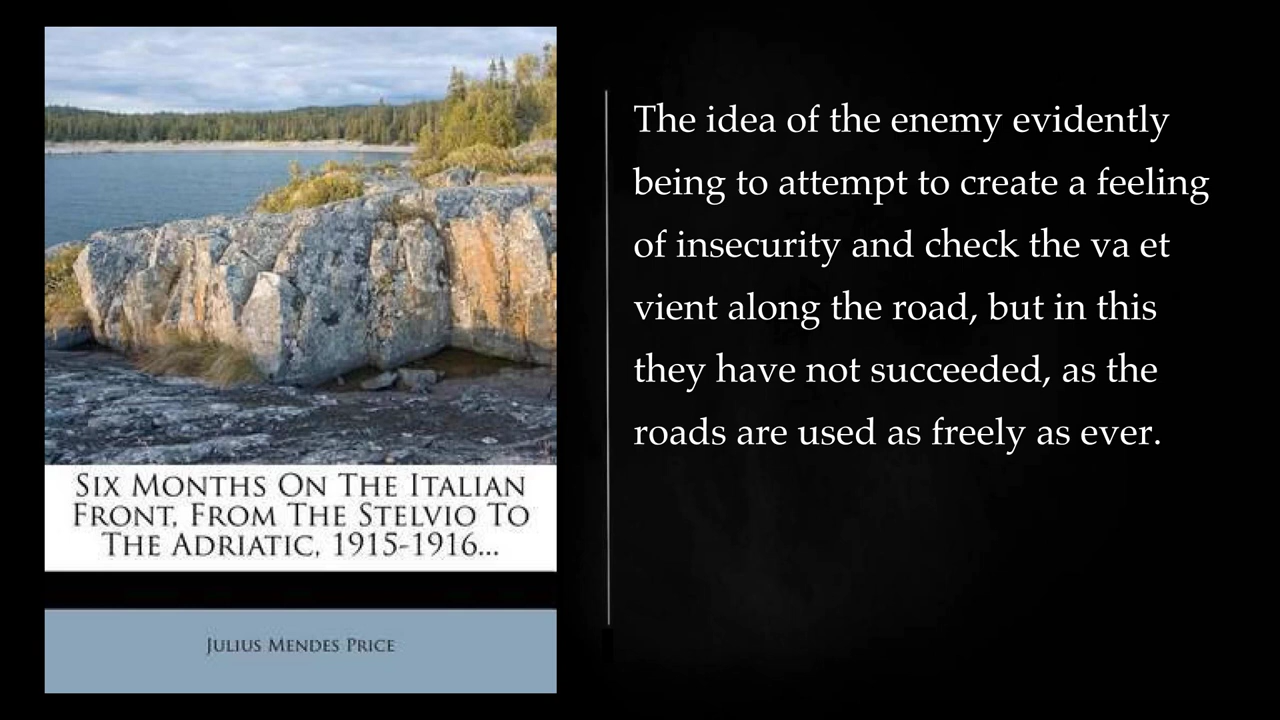 SIX MONTHS ON THE ITALIAN
FRONT, FROM THE STELVIO TO
THE ADRIATIC, 1915-1916...
JULIUS MENDES PRICE
The idea of the enemy evidently
being to attempt to create a feeling
of insecurity and check the va et
vient along the road, but in this
they have not succeeded, as the
roads are used as freely as ever.